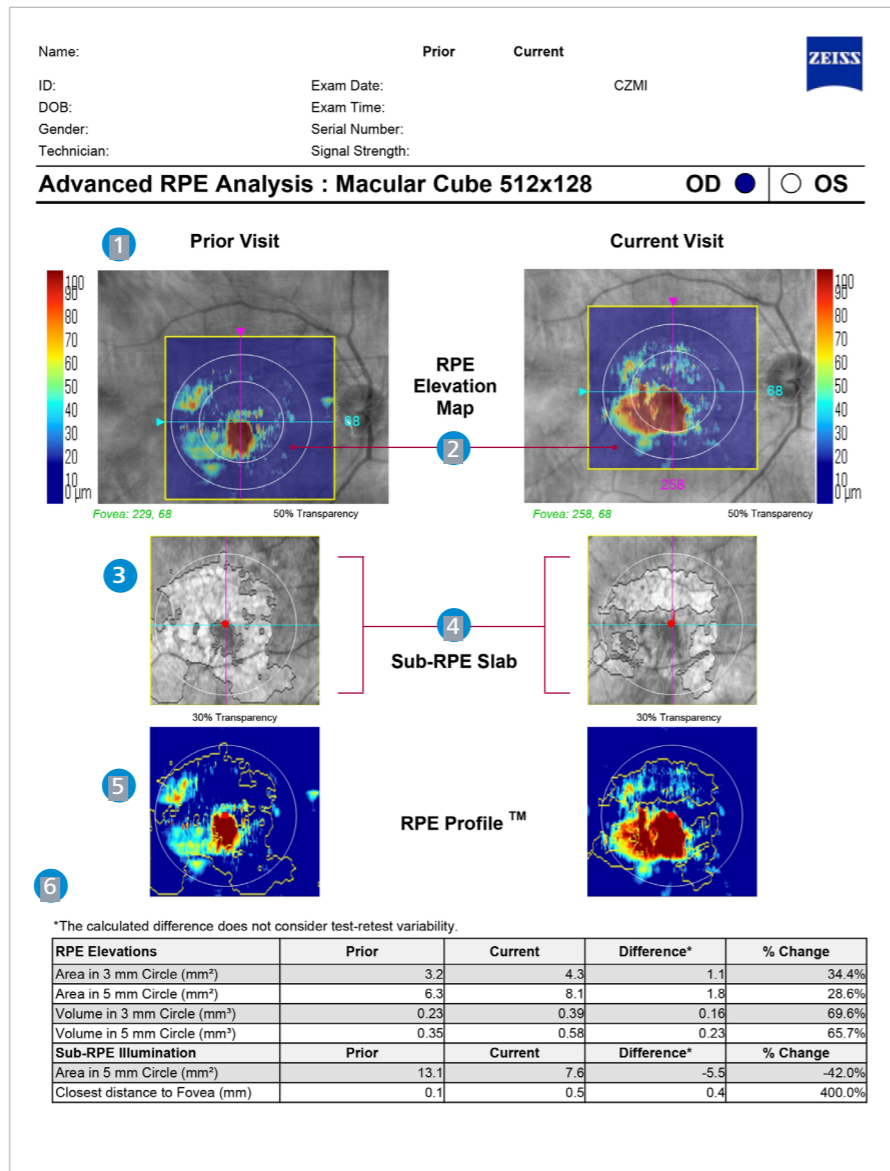 Name: Prior Current
ZEISS
ID: Exam Date: CZMI
DOB: Exam Time:
Gender: Serial Number:
Technician: Signal Strength:
Advanced RPE Analysis : Macular Cube 512x128 OD OS
1 Prior Visit Current Visit
100 90 80 70 60 50 40 30 20 10 0 µm
RPE
Elevation
Map
100 90 80 70 60 50 40 30 20 10 0 µm
68
68
2
258
Fovea: 229, 68 50% Transparency Fovea: 258, 68 50% Transparency
3
4
Sub-RPE Slab
30% Transparency 30% Transparency
5
RPE Profile ™
6
*The calculated difference does not consider test-retest variability.
RPE Elevations Prior Current Difference* % Change
Area in 3 mm Circle (mm²) 3.2 4.3 1.1 34.4%
Area in 5 mm Circle (mm²) 6.3 8.1 1.8 28.6%
Volume in 3 mm Circle (mm³) 0.23 0.39 0.16 69.6%
Volume in 5 mm Circle (mm³) 0.35 0.58 0.23 65.7%
Sub-RPE Illumination Prior Current Difference* % Change
Area in 5 mm Circle (mm²) 13.1 7.6 -5.5 -42.0%
Closest distance to Fovea (mm) 0.1 0.5 0.4 400.0%